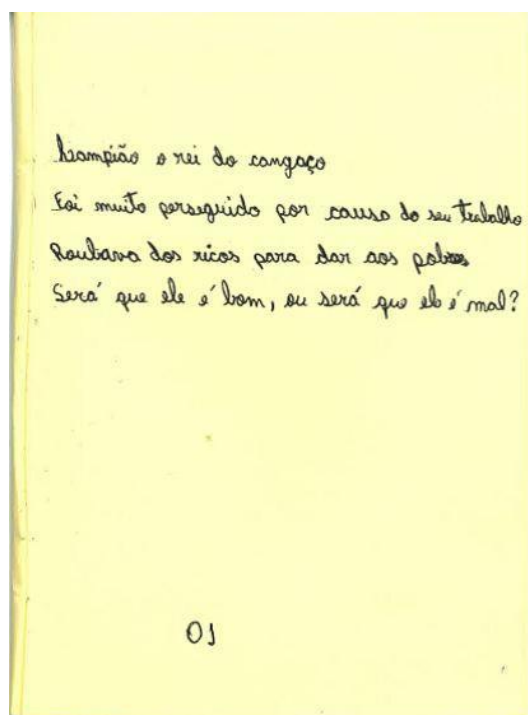 Lampião o rei do cangaço
Foi muito perseguido por causa do seu trabalho
Roubava dos ricos para dar aos pobres
Será que ele é bom, ou será que ele é mal?
01